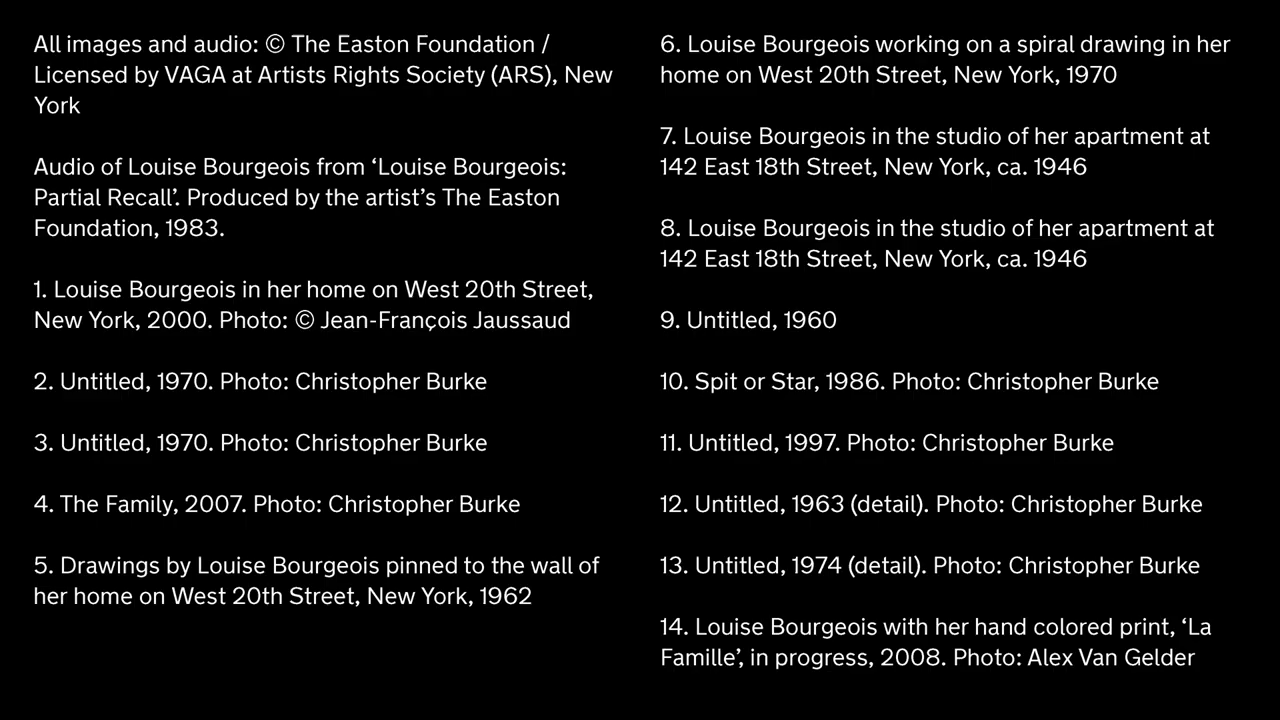 All images and audio: © The Easton Foundation /
Licensed by VAGA at Artists Rights Society (ARS), New
York
Audio of Louise Bourgeois from ‘Louise Bourgeois:
Partial Recall’. Produced by the artist’s The Easton
Foundation, 1983.
1. Louise Bourgeois in her home on West 20th Street,
New York, 2000. Photo: © Jean-François Jaussaud
2. Untitled, 1970. Photo: Christopher Burke
3. Untitled, 1970. Photo: Christopher Burke
4. The Family, 2007. Photo: Christopher Burke
5. Drawings by Louise Bourgeois pinned to the wall of
her home on West 20th Street, New York, 1962
6. Louise Bourgeois working on a spiral drawing in her
home on West 20th Street, New York, 1970
7. Louise Bourgeois in the studio of her apartment at
142 East 18th Street, New York, ca. 1946
8. Louise Bourgeois in the studio of her apartment at
142 East 18th Street, New York, ca. 1946
9. Untitled, 1960
10. Spit or Star, 1986. Photo: Christopher Burke
11. Untitled, 1997. Photo: Christopher Burke
12. Untitled, 1963 (detail). Photo: Christopher Burke
13. Untitled, 1974 (detail). Photo: Christopher Burke
14. Louise Bourgeois with her hand colored print, ‘La
Famille’, in progress, 2008. Photo: Alex Van Gelder